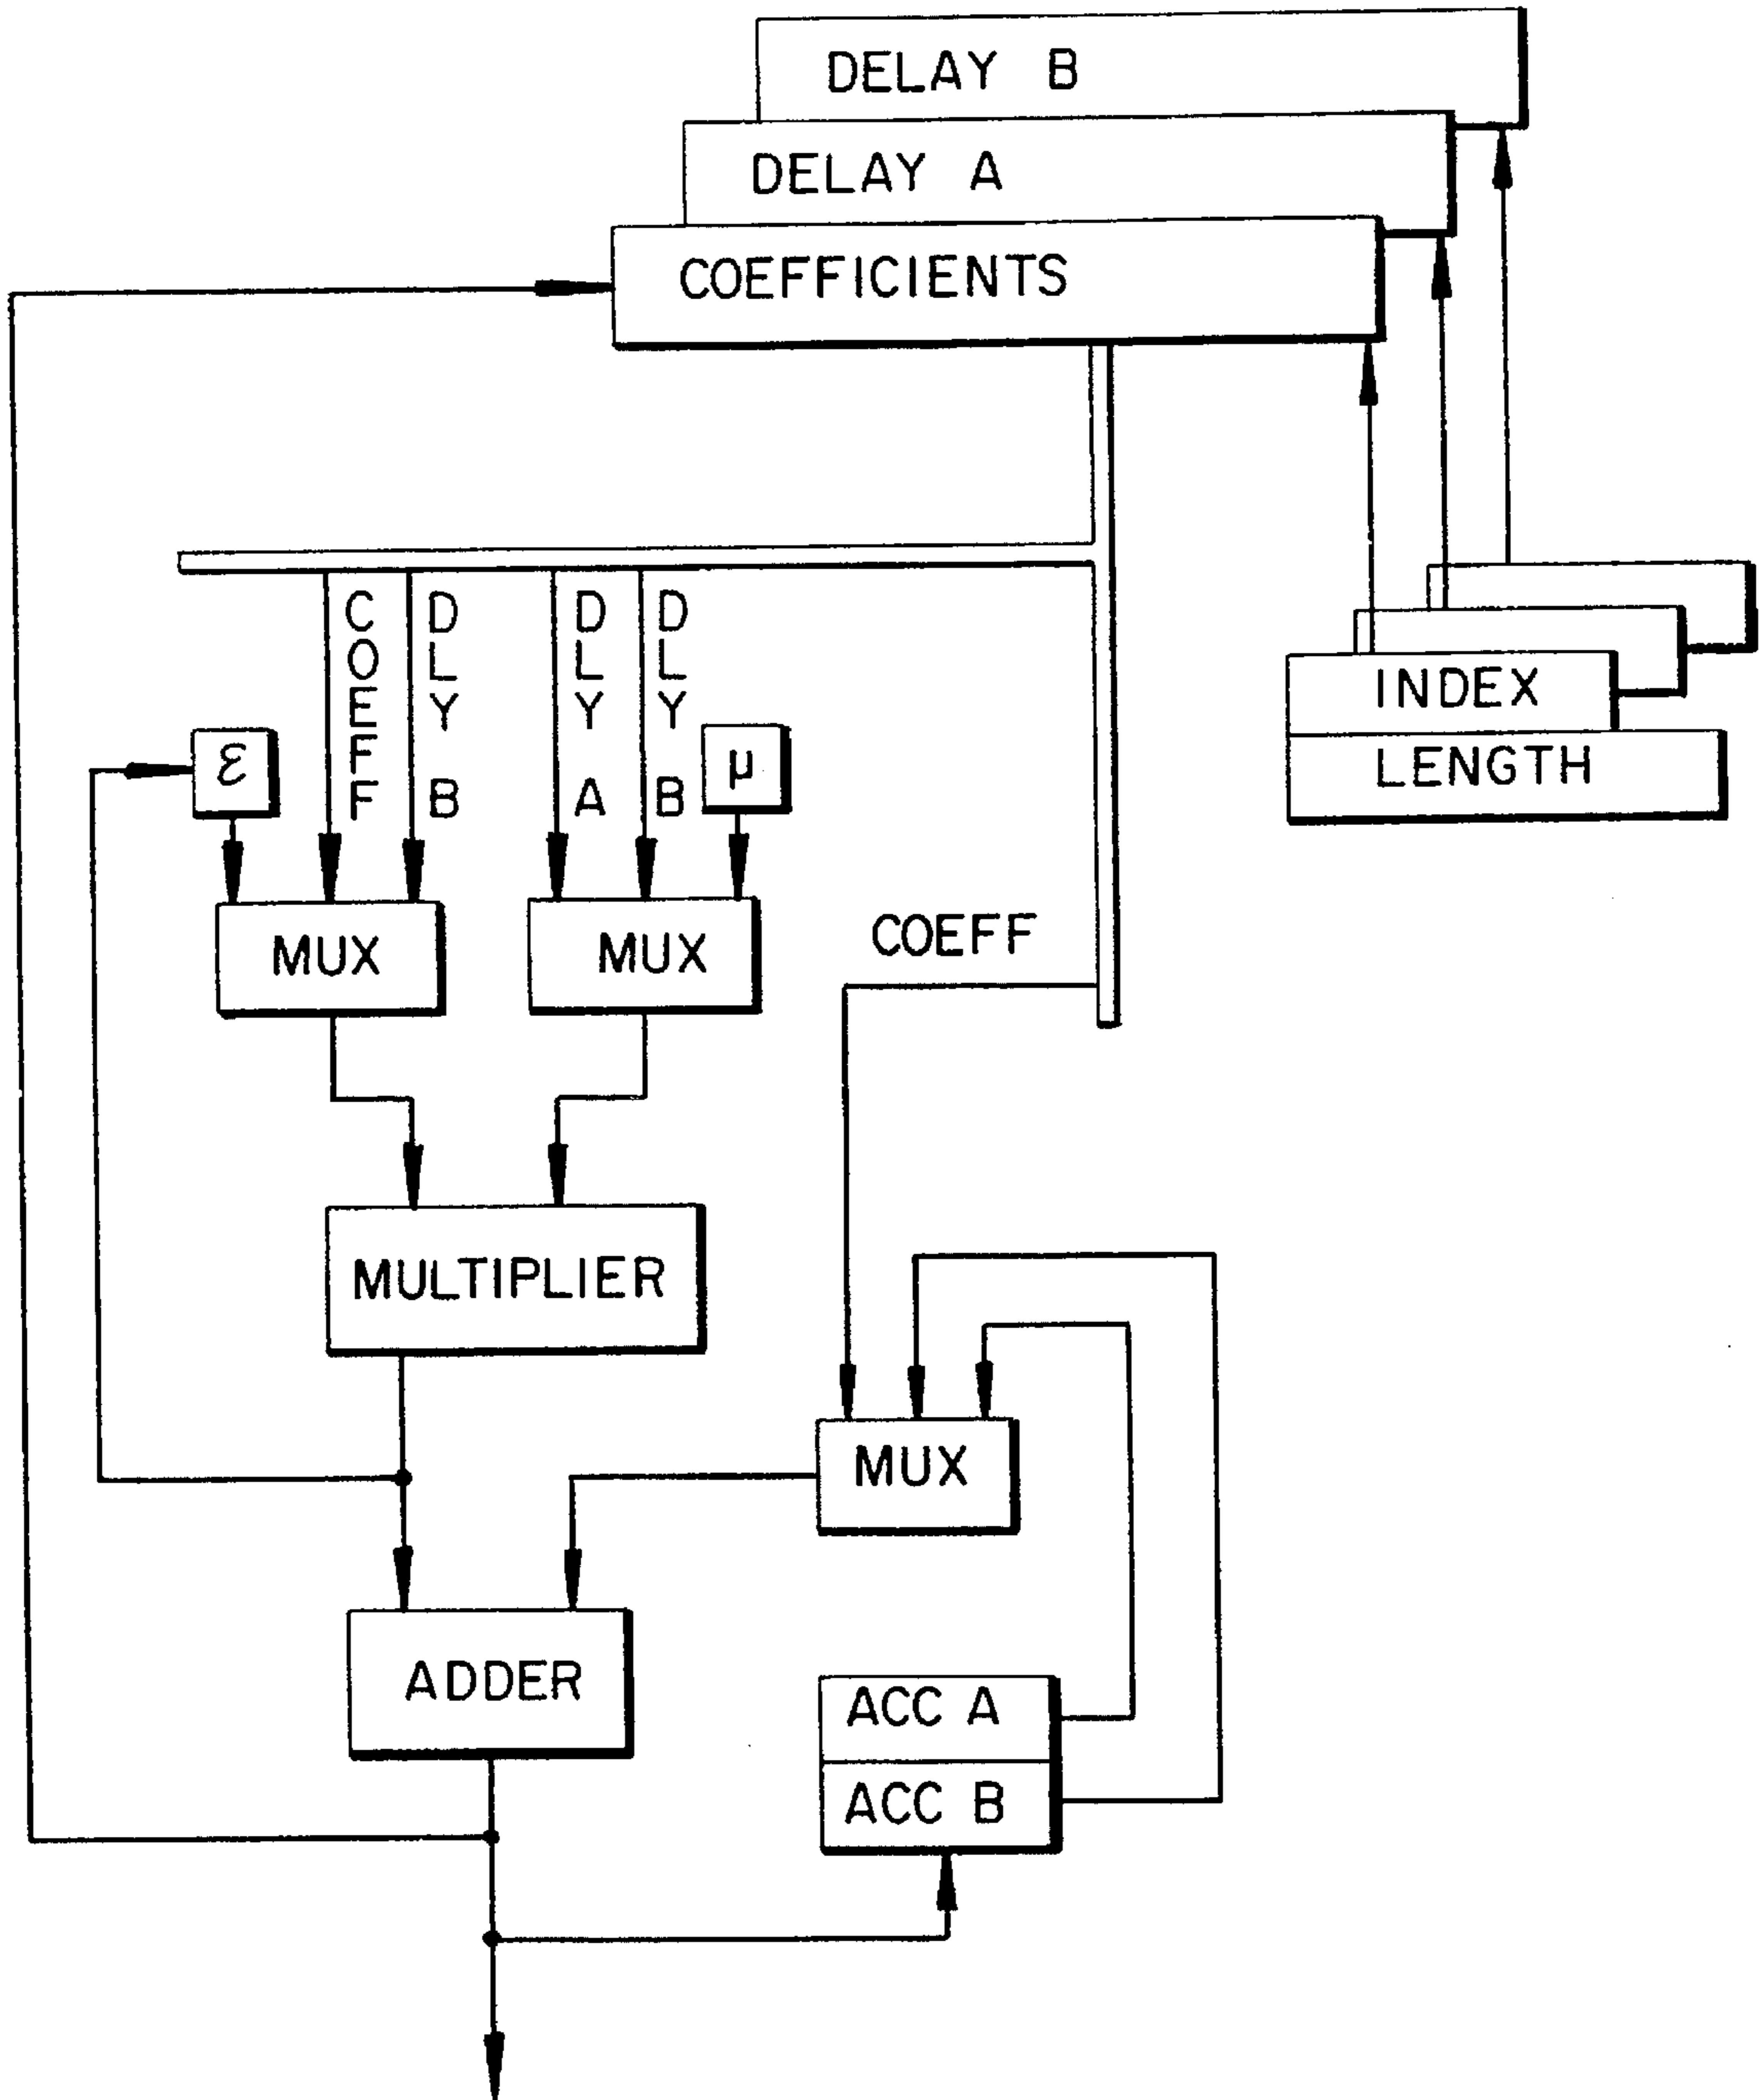 DELAY B
DELAY A
COEFFICIENTS
COEFF
DLY B
DLY A
DLY B
INDEX
LENGTH
ε
μ
MUX
MUX
COEFF
MULTIPLIER
MUX
ADDER
ACC A
ACC B